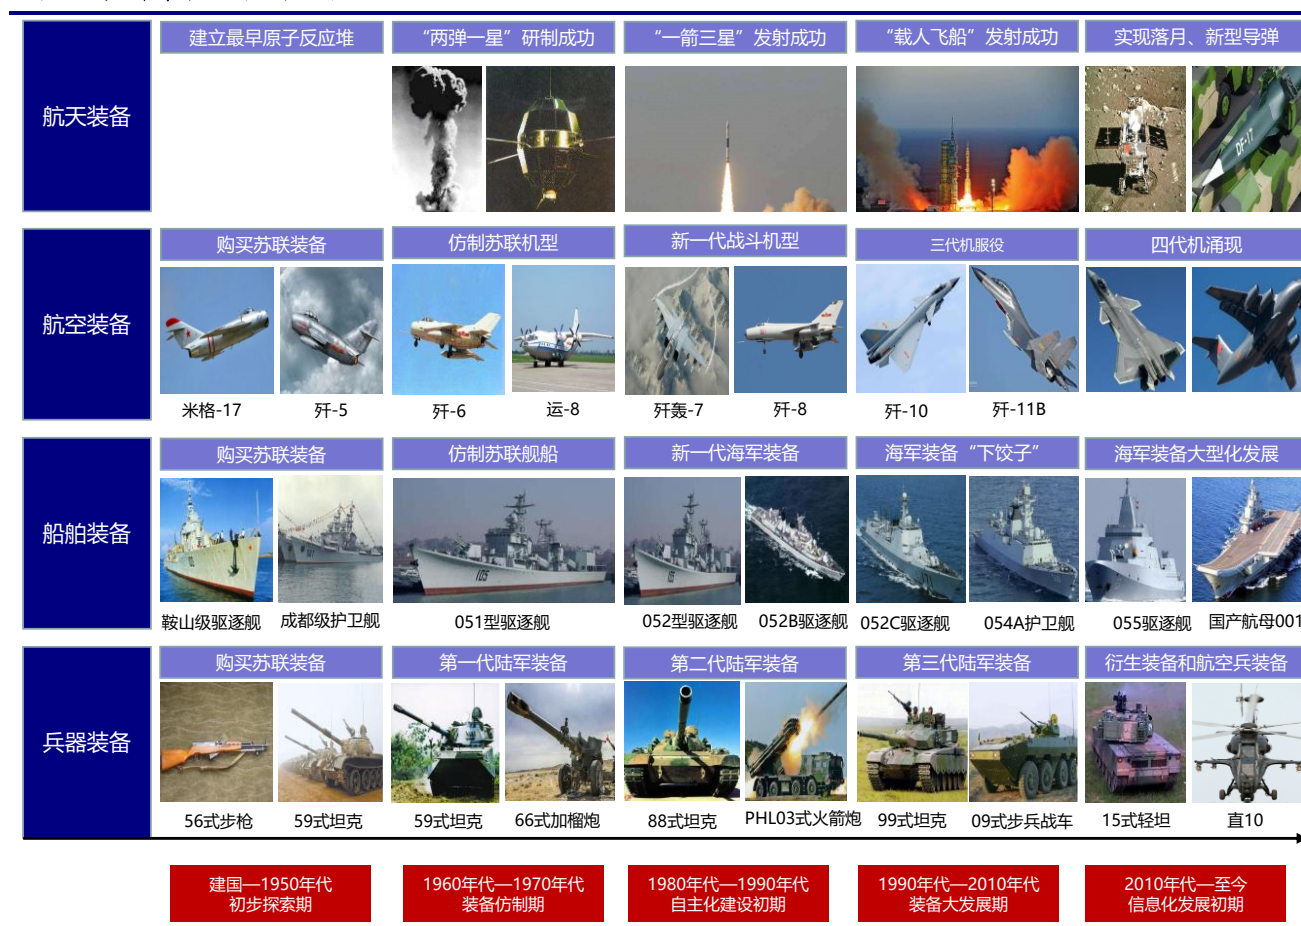 建立最早原子反应堆
“两弹一星”研制成功
“一箭三星”发射成功
“载人飞船”发射成功
实现落月、新型导弹
航天装备
DF-17
购买苏联装备
仿制苏联机型
新一代战斗机型
三代机服役
四代机涌现
航空装备
米格-17
歼-5
歼-6
运-8
歼轰-7
歼-8
歼-10
歼-11B
购买苏联装备
仿制苏联舰船
新一代海军装备
海军装备“下饺子”
海军装备大型化发展
船舶装备
105
鞍山级驱逐舰
成都级护卫舰
051型驱逐舰
052型驱逐舰
052B驱逐舰
052C驱逐舰
054A护卫舰
055驱逐舰
国产航母001
购买苏联装备
第一代陆军装备
第二代陆军装备
第三代陆军装备
衍生装备和航空兵装备
兵器装备
56式步枪
59式坦克
59式坦克
66式加榴炮
88式坦克
PHL03式火箭炮
99式坦克
09式步兵战车
15式轻坦
直10
建国—1950年代
初步探索期
1960年代—1970年代
装备仿制期
1980年代—1990年代
自主化建设初期
1990年代—2010年代
装备大发展期
2010年代—至今
信息化发展初期